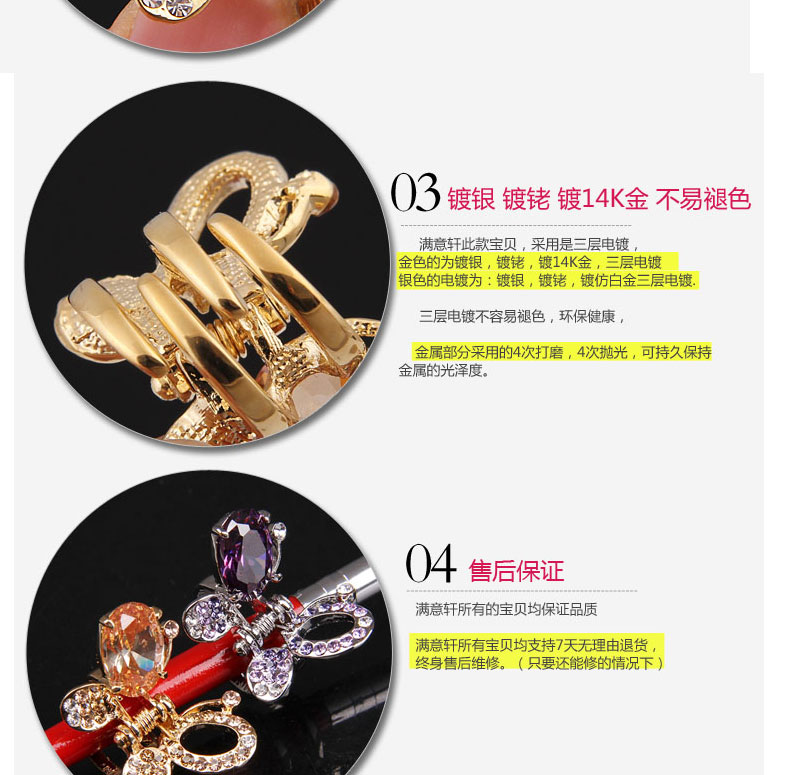 03 镀银 镀铑 镀14K金 不易褪色
满意轩此款宝贝，采用是三层电镀，
金色的为镀银，镀铑，镀14K金，三层电镀
银色的电镀为：镀银，镀铑，镀仿白金三层电镀.
三层电镀不容易褪色，环保健康，
金属部分采用的4次打磨，4次抛光，可持久保持
金属的光泽度。
04 售后保证
满意轩所有的宝贝均保证品质
满意轩所有宝贝均支持7天无理由退货，
终身售后维修。（只要还能修的情况下）